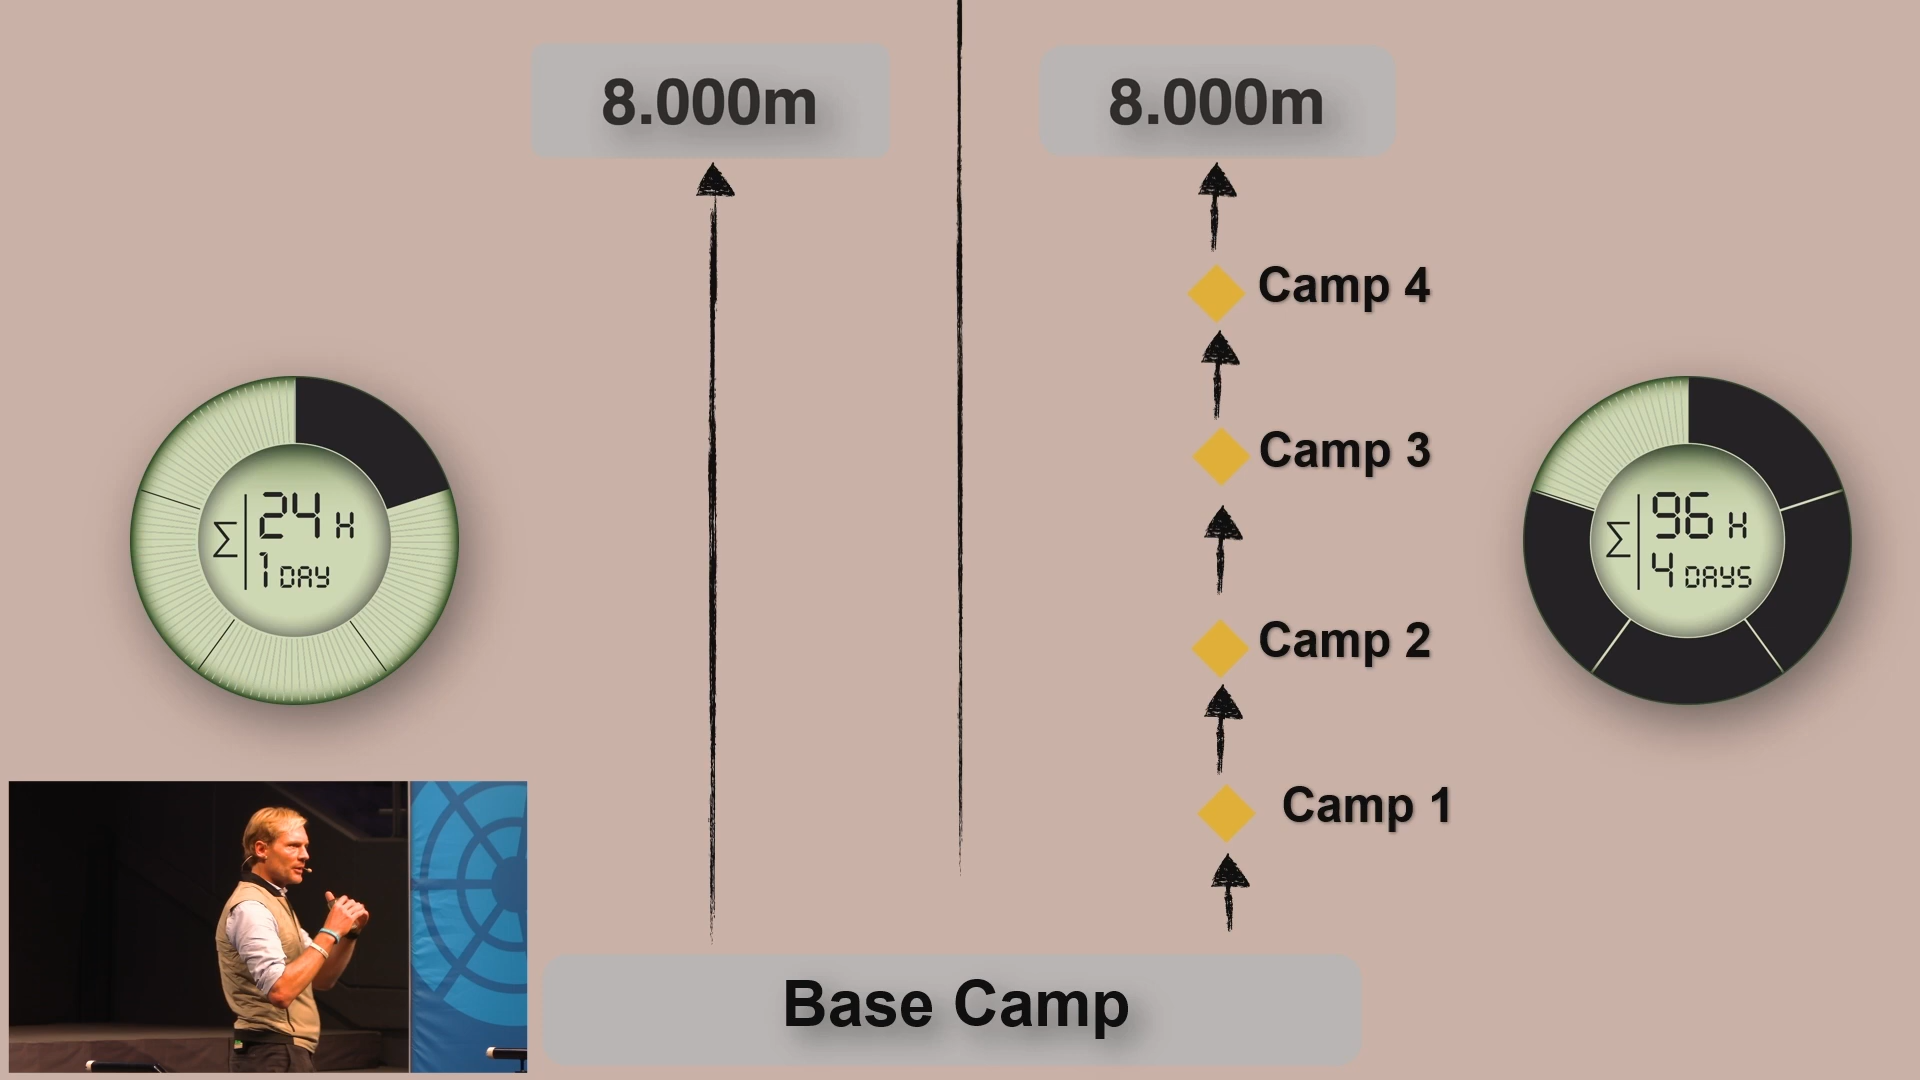 8.000m
8.000m
Camp 4
Camp 3
Camp 2
Camp 1
∑ 24 H
1 DAY
∑ 96 H
4 DAYS
Base Camp